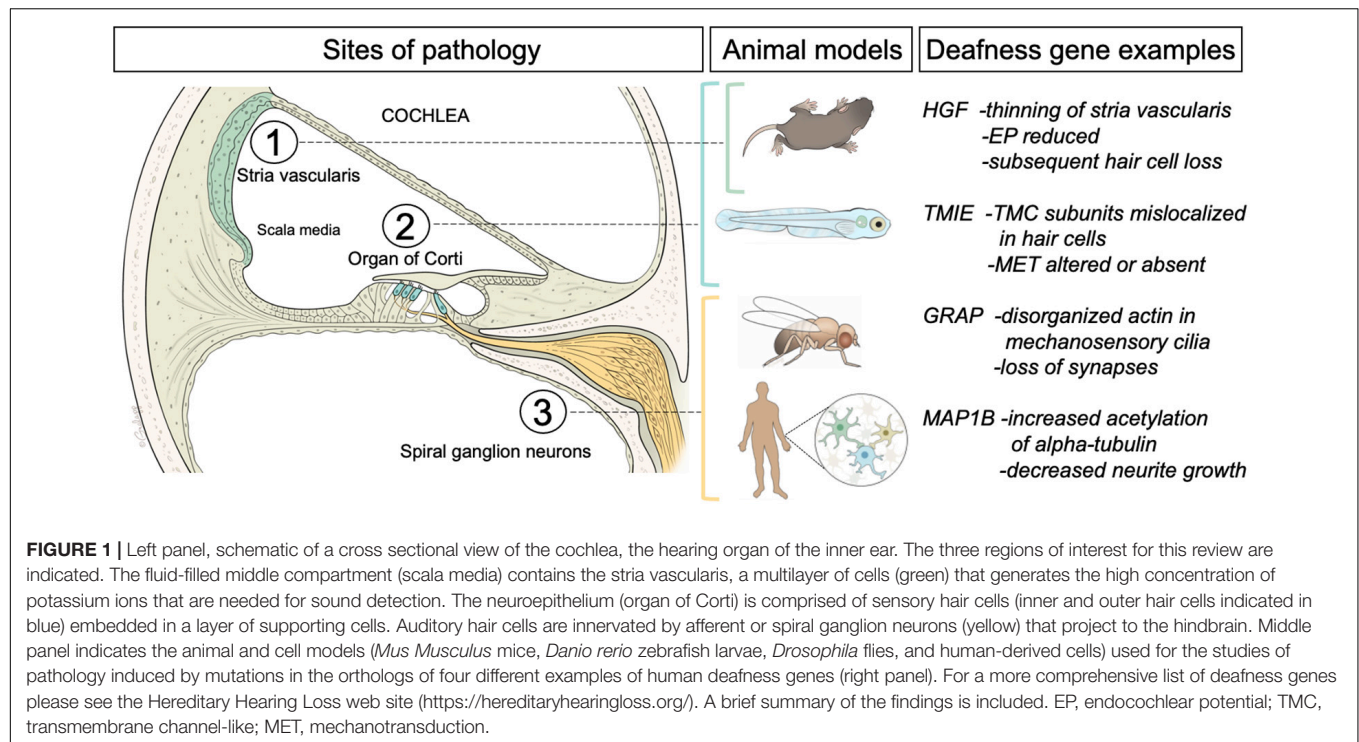 Sites of pathology
Animal models
Deafness gene examples
COCHLEA
1
Stria vascularis
Scala media
2
Organ of Corti
3
Spiral ganglion neurons
HGF -thinning of stria vascularis
-EP reduced
-subsequent hair cell loss
TMIE -TMC subunits mislocalized
in hair cells
-MET altered or absent
GRAP -disorganized actin in
mechanosensory cilia
-loss of synapses
MAP1B -increased acetylation
of alpha-tubulin
-decreased neurite growth
FIGURE 1 | Left panel, schematic of a cross sectional view of the cochlea, the hearing organ of the inner ear. The three regions of interest for this review are
indicated. The fluid-filled middle compartment (scala media) contains the stria vascularis, a multilayer of cells (green) that generates the high concentration of
potassium ions that are needed for sound detection. The neuroepithelium (organ of Corti) is comprised of sensory hair cells (inner and outer hair cells indicated in
blue) embedded in a layer of supporting cells. Auditory hair cells are innervated by afferent or spiral ganglion neurons (yellow) that project to the hindbrain. Middle
panel indicates the animal and cell models (Mus Musculus mice, Danio rerio zebrafish larvae, Drosophila flies, and human-derived cells) used for the studies of
pathology induced by mutations in the orthologs of four different examples of human deafness genes (right panel). For a more comprehensive list of deafness genes
please see the Hereditary Hearing Loss web site (https://hereditaryhearingloss.org/). A brief summary of the findings is included. EP, endocochlear potential; TMC,
transmembrane channel-like; MET, mechanotransduction.